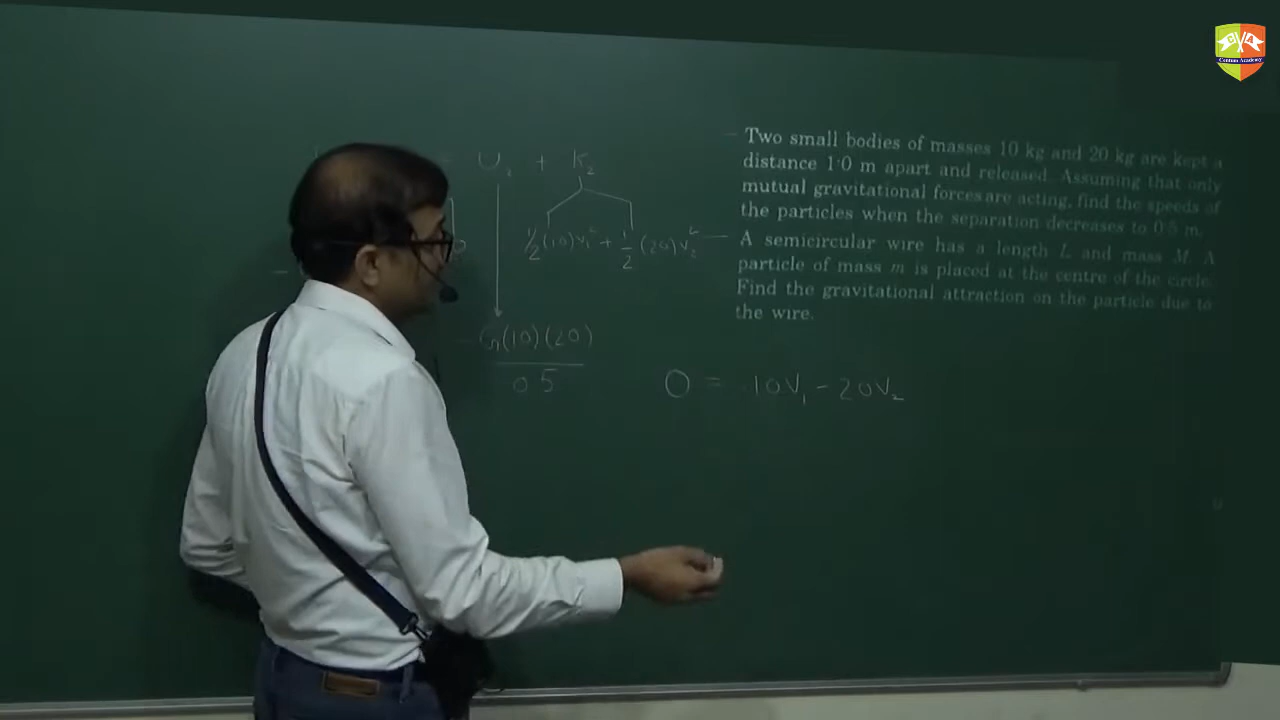 Centum Academy
= U₂ + K₂
1/2 (10)V₁² + 1/2 (20)V₂²
G(10)(20)
0.5
0 = 10V₁ - 20V₂
Two small bodies of masses 10 kg and 20 kg are kept a
distance 1·0 m apart and released. Assuming that only
mutual gravitational forces are acting, find the speeds of
the particles when the separation decreases to 0·5 m.
A semicircular wire has a length L and mass M. A
particle of mass m is placed at the centre of the circle.
Find the gravitational attraction on the particle due to
the wire.